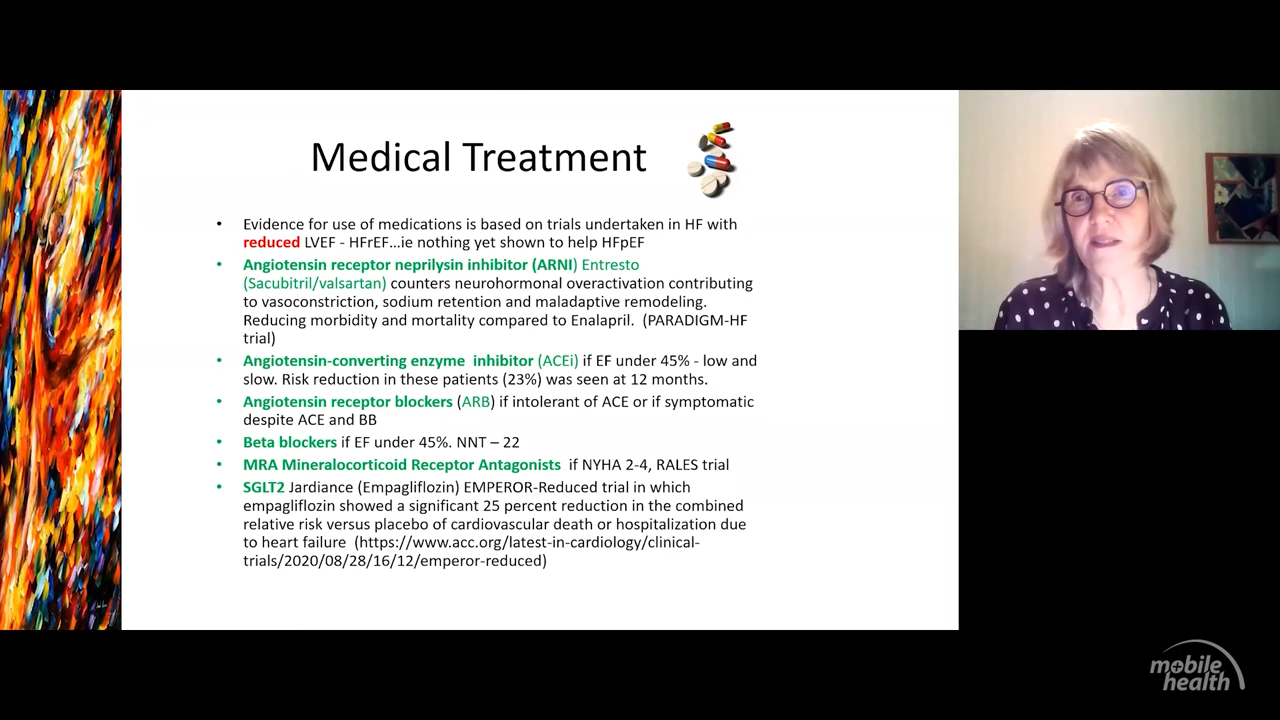 Medical Treatment
• Evidence for use of medications is based on trials undertaken in HF with
reduced LVEF - HFrEF...ie nothing yet shown to help HFpEF
• Angiotensin receptor neprilysin inhibitor (ARNI) Entresto
(Sacubitril/valsartan) counters neurohormonal overactivation contributing
to vasoconstriction, sodium retention and maladaptive remodeling.
Reducing morbidity and mortality compared to Enalapril. (PARADIGM-HF
trial)
• Angiotensin-converting enzyme inhibitor (ACEi) if EF under 45% - low and
slow. Risk reduction in these patients (23%) was seen at 12 months.
• Angiotensin receptor blockers (ARB) if intolerant of ACE or if symptomatic
despite ACE and BB
• Beta blockers if EF under 45%. NNT – 22
• MRA Mineralocorticoid Receptor Antagonists if NYHA 2-4, RALES trial
• SGLT2 Jardiance (Empagliflozin) EMPEROR-Reduced trial in which
empagliflozin showed a significant 25 percent reduction in the combined
relative risk versus placebo of cardiovascular death or hospitalization due
to heart failure (https://www.acc.org/latest-in-cardiology/clinical-
trials/2020/08/28/16/12/emperor-reduced)
mobile
health